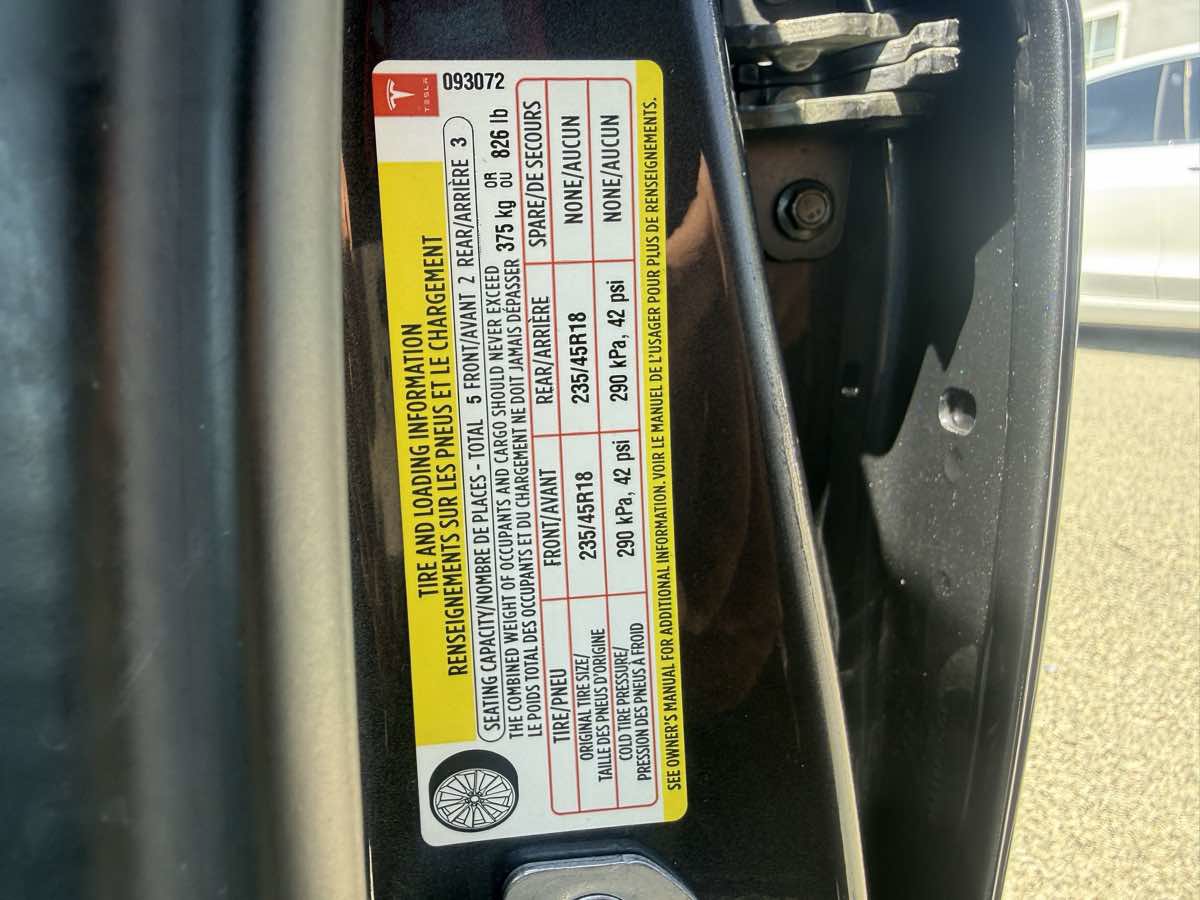 TESLA
093072
TIRE AND LOADING INFORMATION
RENSEIGNEMENTS SUR LES PNEUS ET LE CHARGEMENT
SEATING CAPACITY/NOMBRE DE PLACES - TOTAL 5 FRONT/AVANT 2 REAR/ARRIÈRE 3
THE COMBINED WEIGHT OF OCCUPANTS AND CARGO SHOULD NEVER EXCEED
LE POIDS TOTAL DES OCCUPANTS ET DU CHARGEMENT NE DOIT JAMAIS DÉPASSER
375 kg OR OU 826 lb
TIRE/PNEU FRONT/AVANT REAR/ARRIÈRE SPARE/DE SECOURS
ORIGINAL TIRE SIZE/
TAILLE DES PNEUS D'ORIGINE
235/45R18 235/45R18 NONE/AUCUN
COLD TIRE PRESSURE/
PRESSION DES PNEUS À FROID
290 kPa, 42 psi 290 kPa, 42 psi NONE/AUCUN
SEE OWNER'S MANUAL FOR ADDITIONAL INFORMATION. VOIR LE MANUEL DE L'USAGER POUR PLUS DE RENSEIGNEMENTS.